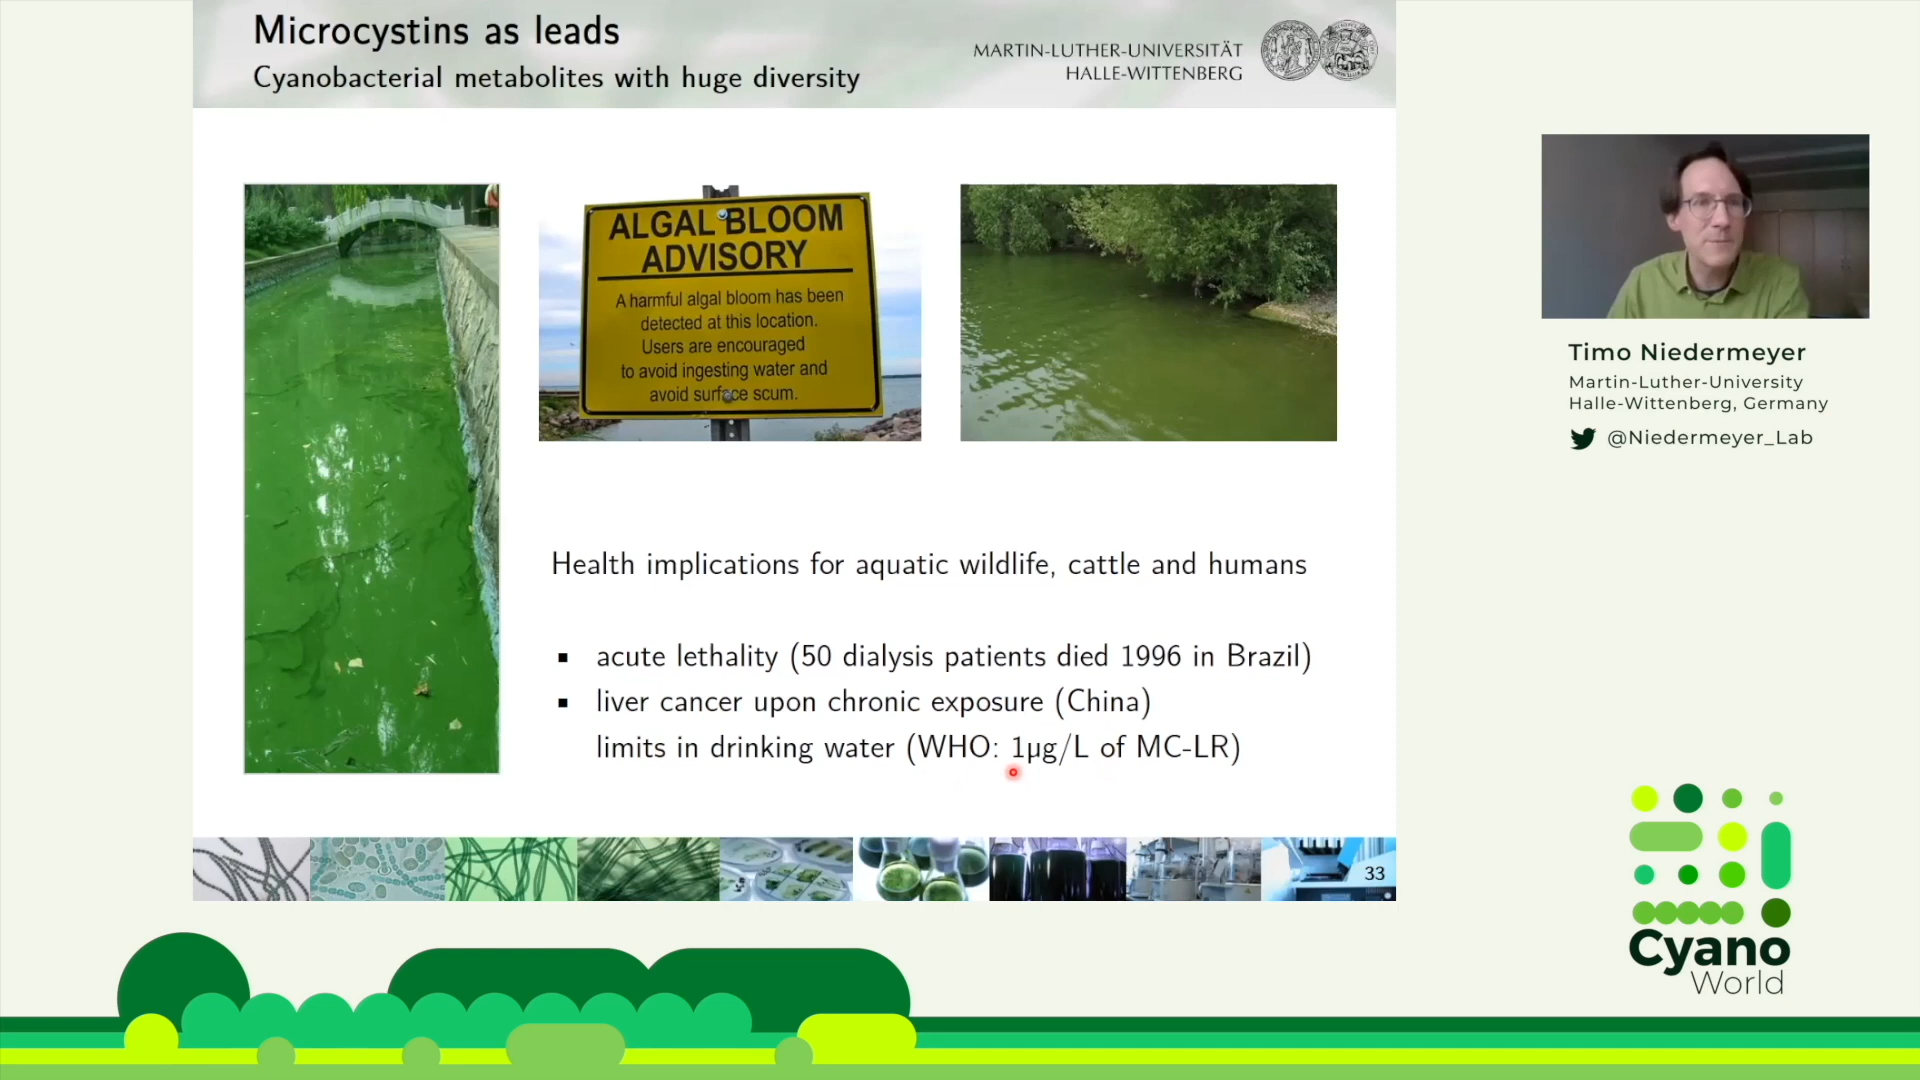 Microcystins as leads
Cyanobacterial metabolites with huge diversity
MARTIN-LUTHER-UNIVERSITÄT
HALLE-WITTENBERG
ALGAL BLOOM
ADVISORY
A harmful algal bloom has been
detected at this location.
Users are encouraged
to avoid ingesting water and
avoid surface scum.
Health implications for aquatic wildlife, cattle and humans
▪ acute lethality (50 dialysis patients died 1996 in Brazil)
▪ liver cancer upon chronic exposure (China)
limits in drinking water (WHO: 1µg/L of MC-LR)
33
Timo Niedermeyer
Martin-Luther-University
Halle-Wittenberg, Germany
@Niedermeyer_Lab
Cyano
World